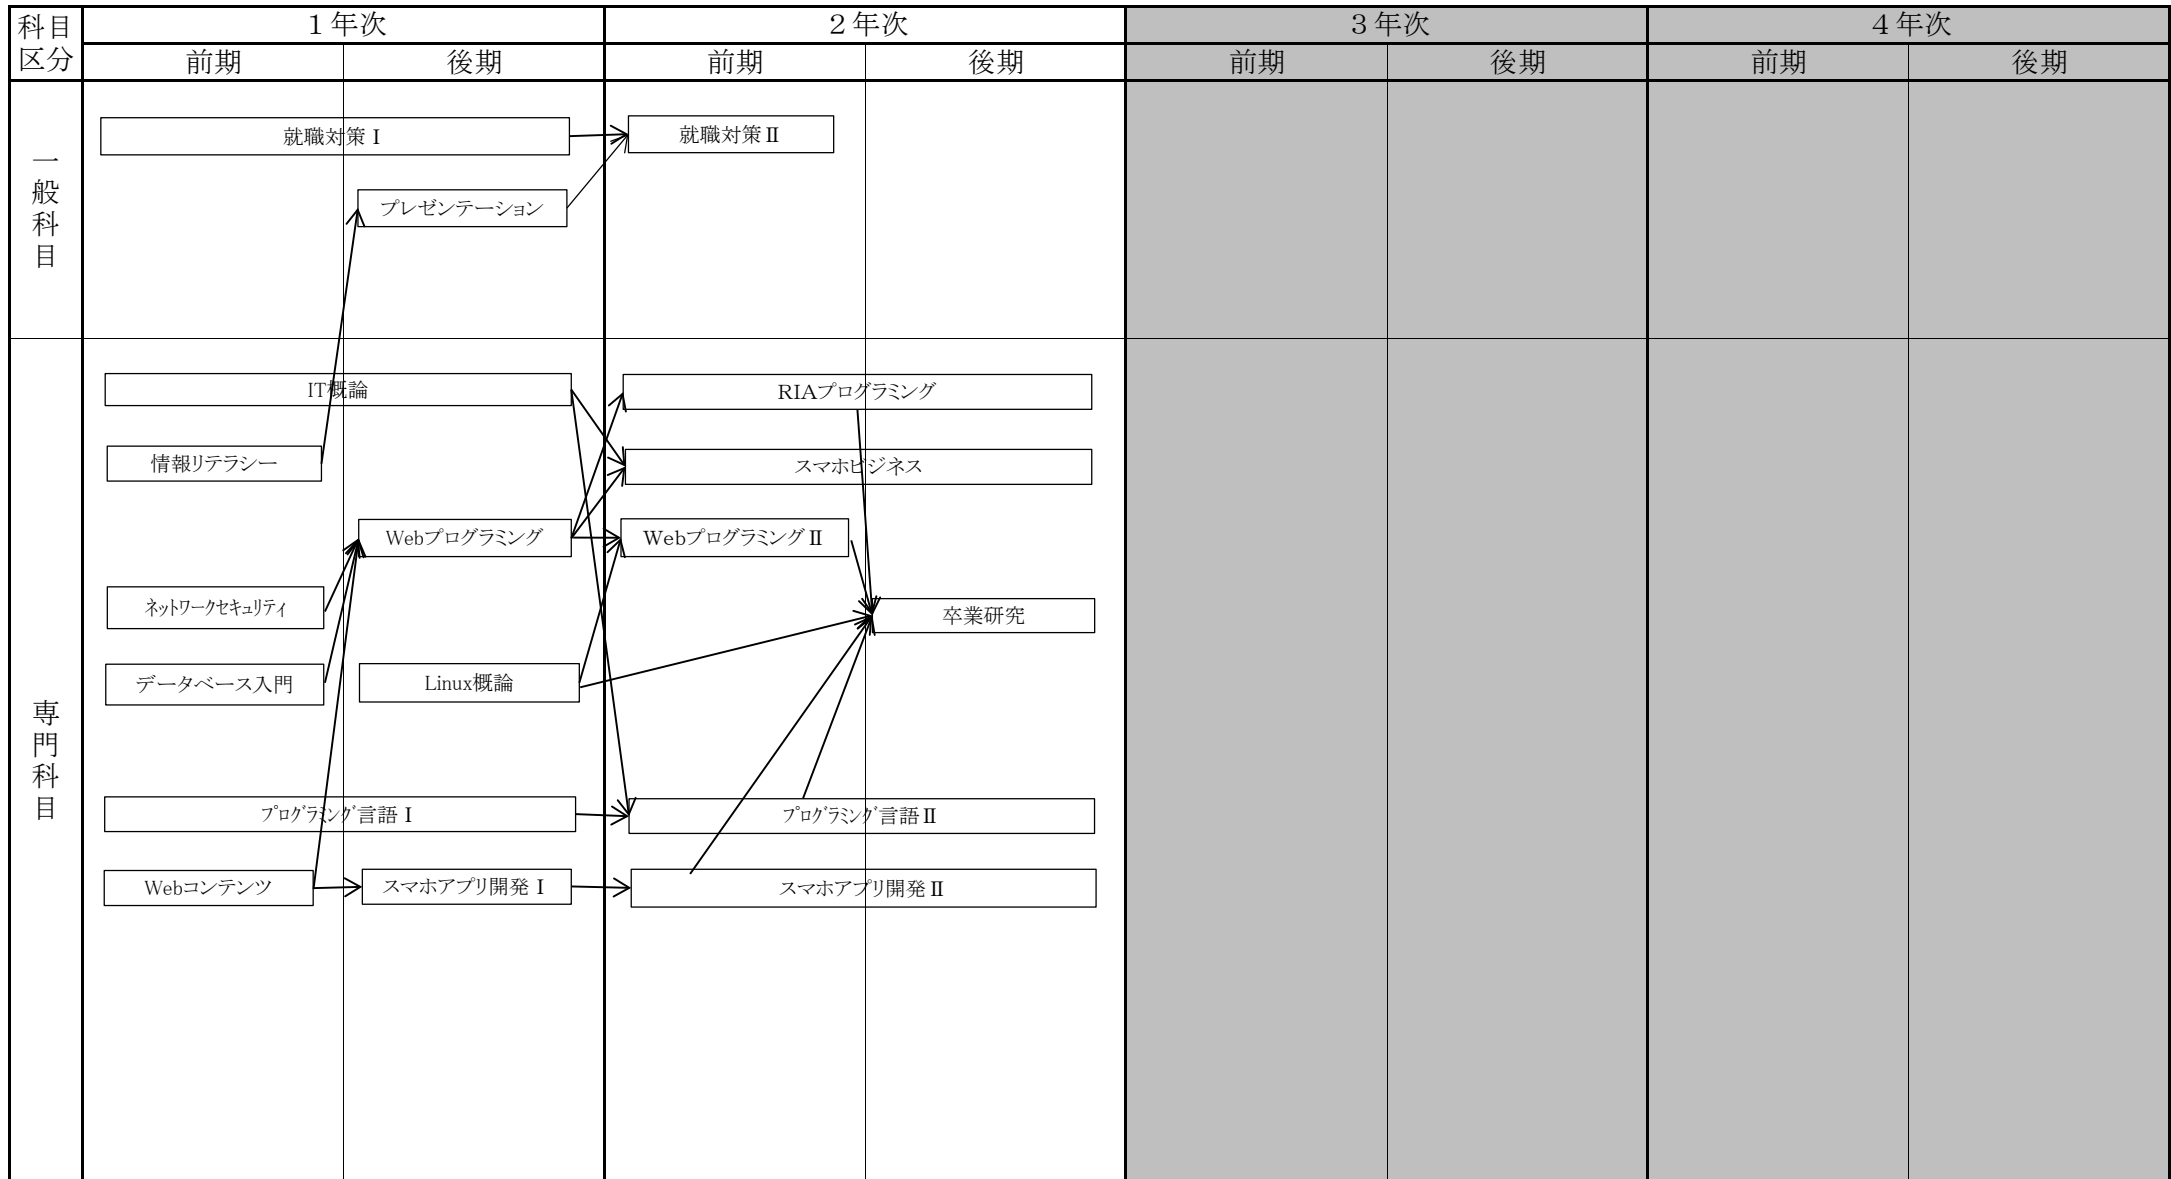 科目
区分
１年次
２年次
３年次
４年次
前期
後期
前期
後期
前期
後期
前期
後期
一般科目
就職対策Ⅰ
就職対策Ⅱ
プレゼンテーション
専門科目
IT概論
RIAプログラミング
情報リテラシー
スマホビジネス
Webプログラミング
WebプログラミングⅡ
ネットワークセキュリティ
卒業研究
データベース入門
Linux概論
プログラミング言語Ⅰ
プログラミング言語Ⅱ
Webコンテンツ
スマホアプリ開発Ⅰ
スマホアプリ開発Ⅱ